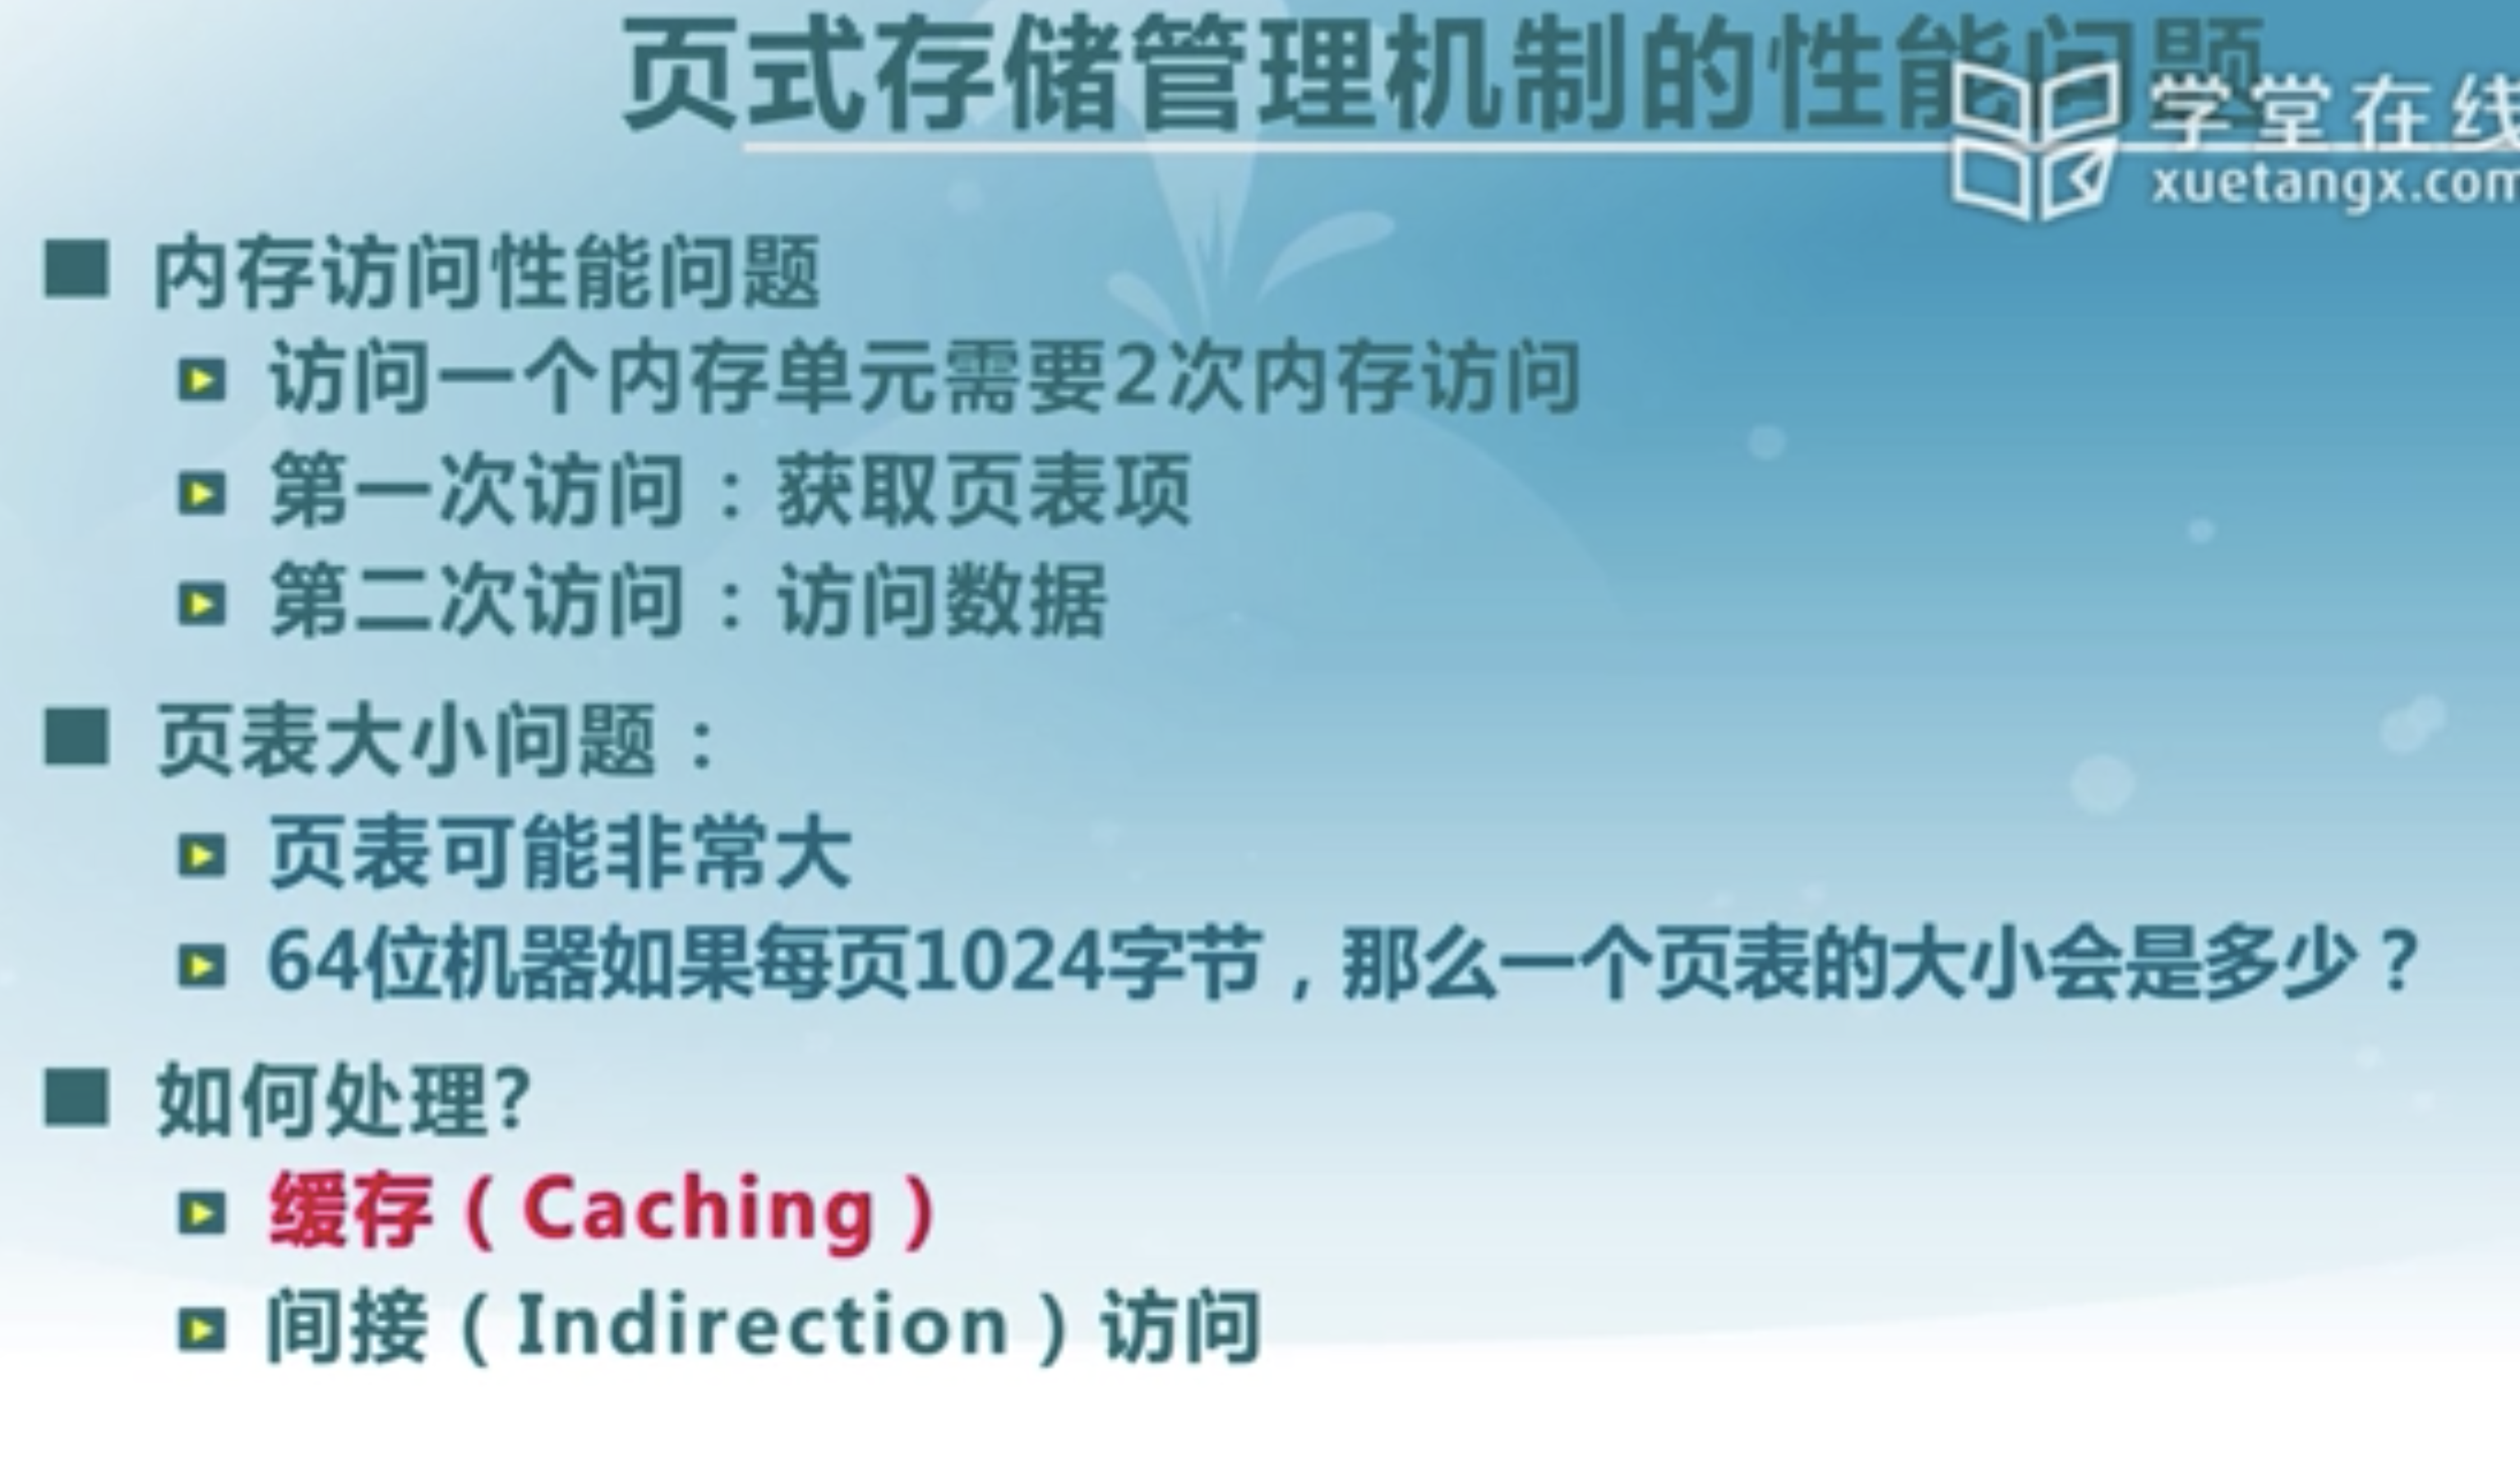 页式存储管理机制的性能问题
学堂在线
xuetangx.com
内存访问性能问题
访问一个内存单元需要2次内存访问
第一次访问：获取页表项
第二次访问：访问数据
页表大小问题：
页表可能非常大
64位机器如果每页1024字节，那么一个页表的大小会是多少？
如何处理?
缓存（Caching）
间接（Indirection）访问